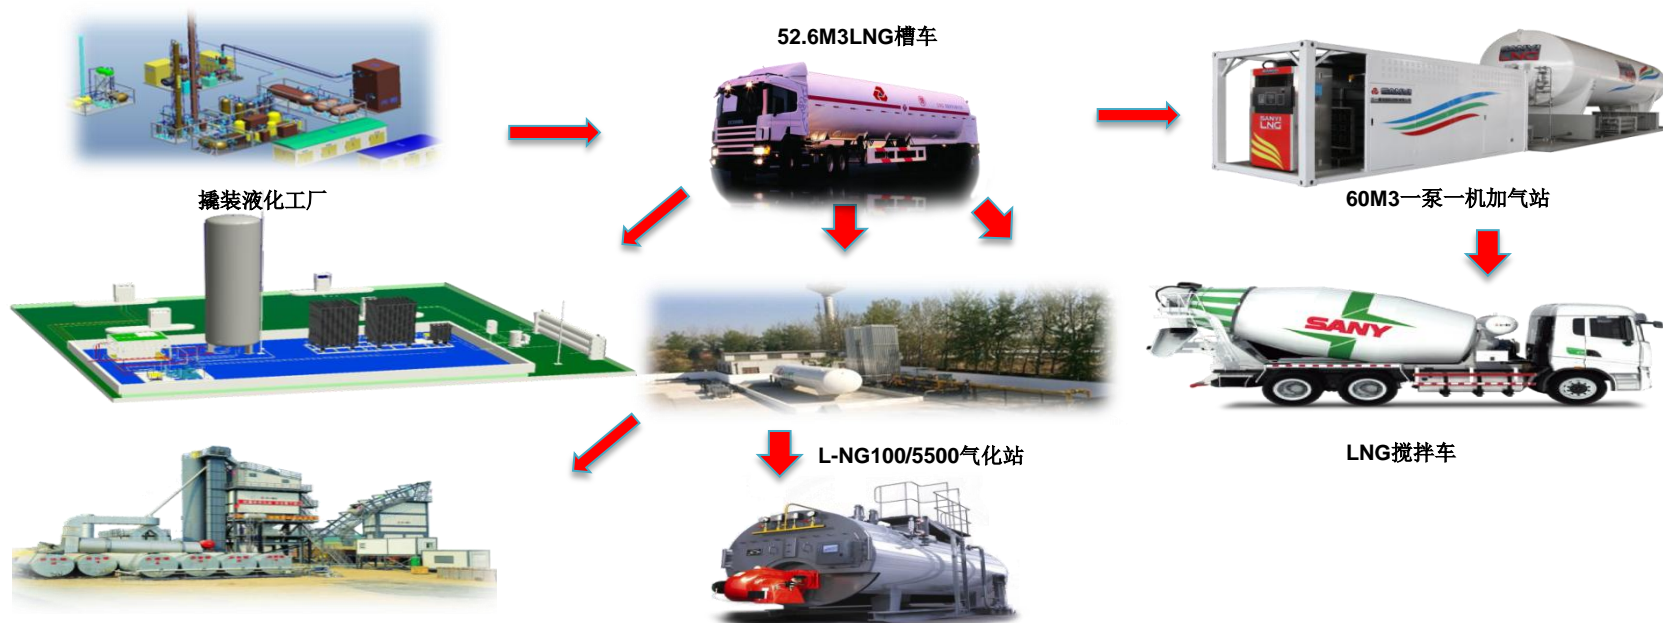 52.6M3LNG槽车
SANYI
LNG
撬装液化工厂
60M3一泵一机加气站
SANY
L-NG100/5500气化站
LNG搅拌车